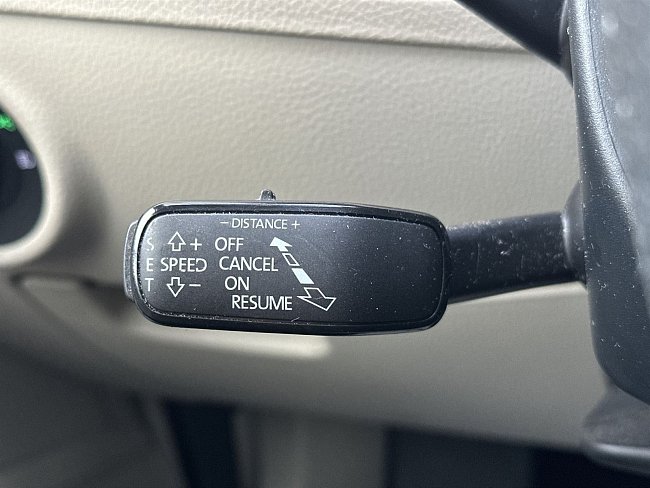 − DISTANCE +
S + OFF
E SPEED CANCEL
T − ON
RESUME